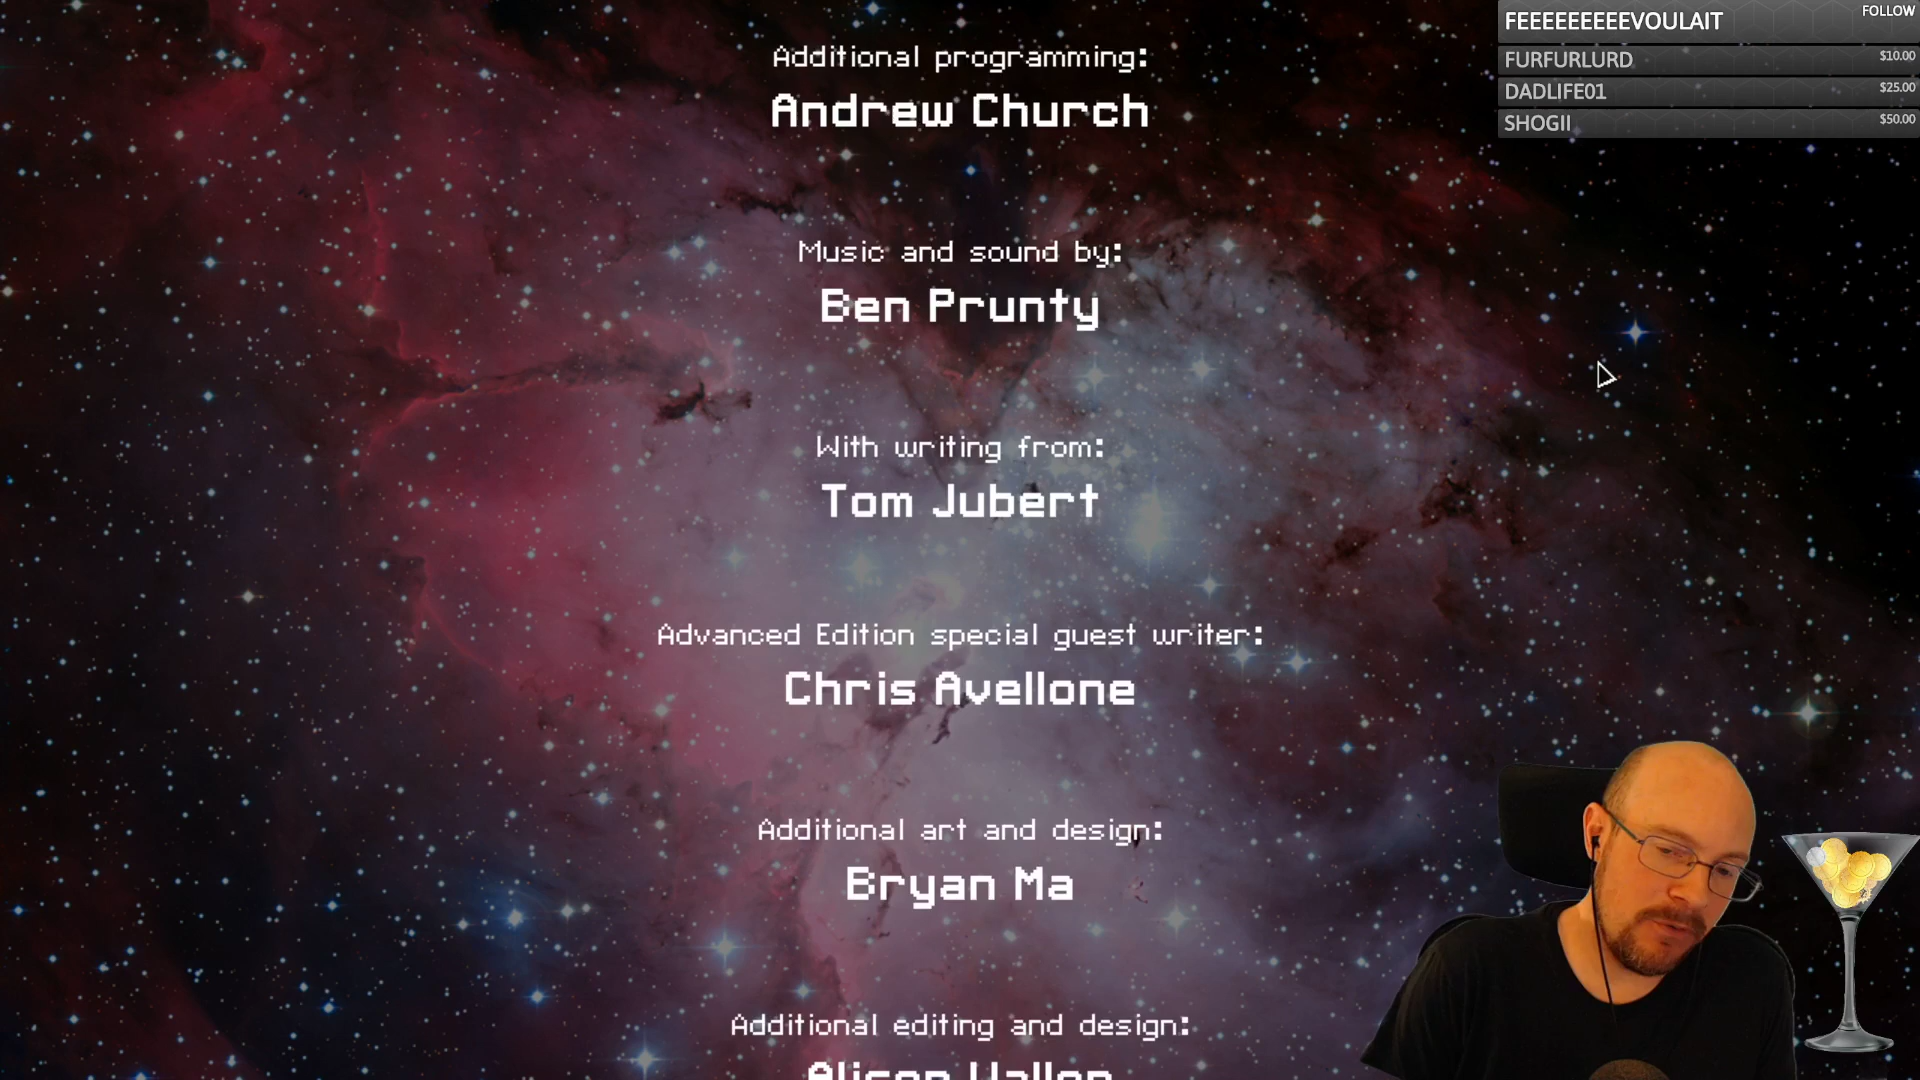 FEEEEEEEEEVOULAIT FOLLOW
FURFURLURD $10.00
DADLIFE01 $25.00
SHOGII $50.00
Additional programming:
Andrew Church
Music and sound by:
Ben Prunty
With writing from:
Tom Jubert
Advanced Edition special guest writer:
Chris Avellone
Additional art and design:
Bryan Ma
Additional editing and design: